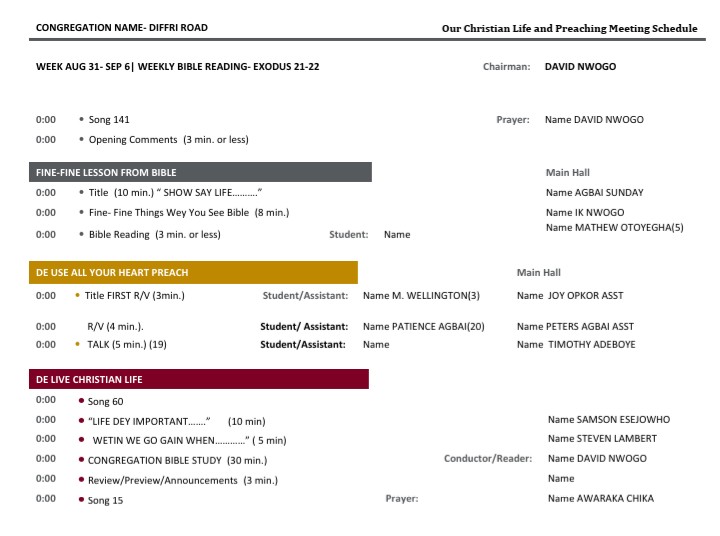 CONGREGATION NAME- DIFFRI ROAD Our Christian Life and Preaching Meeting Schedule
WEEK AUG 31- SEP 6| WEEKLY BIBLE READING- EXODUS 21-22 Chairman: DAVID NWOGO
0:00 • Song 141 Prayer: Name DAVID NWOGO
0:00 • Opening Comments (3 min. or less)
FINE-FINE LESSON FROM BIBLE Main Hall
0:00 • Title (10 min.) “ SHOW SAY LIFE……….” Name AGBAI SUNDAY
0:00 • Fine- Fine Things Wey You See Bible (8 min.) Name IK NWOGO
0:00 • Bible Reading (3 min. or less) Student: Name Name MATHEW OTOYEGHA(5)
DE USE ALL YOUR HEART PREACH Main Hall
0:00 • Title FIRST R/V (3min.) Student/Assistant: Name M. WELLINGTON(3) Name JOY OPKOR ASST
0:00 R/V (4 min.). Student/ Assistant: Name PATIENCE AGBAI(20) Name PETERS AGBAI ASST
0:00 • TALK (5 min.) (19) Student/Assistant: Name Name TIMOTHY ADEBOYE
DE LIVE CHRISTIAN LIFE
0:00 • Song 60
0:00 • “LIFE DEY IMPORTANT…….” (10 min) Name SAMSON ESEJOWHO
0:00 • WETIN WE GO GAIN WHEN…………” ( 5 min) Name STEVEN LAMBERT
0:00 • CONGREGATION BIBLE STUDY (30 min.) Conductor/Reader: Name DAVID NWOGO
0:00 • Review/Preview/Announcements (3 min.) Name
0:00 • Song 15 Prayer: Name AWARAKA CHIKA